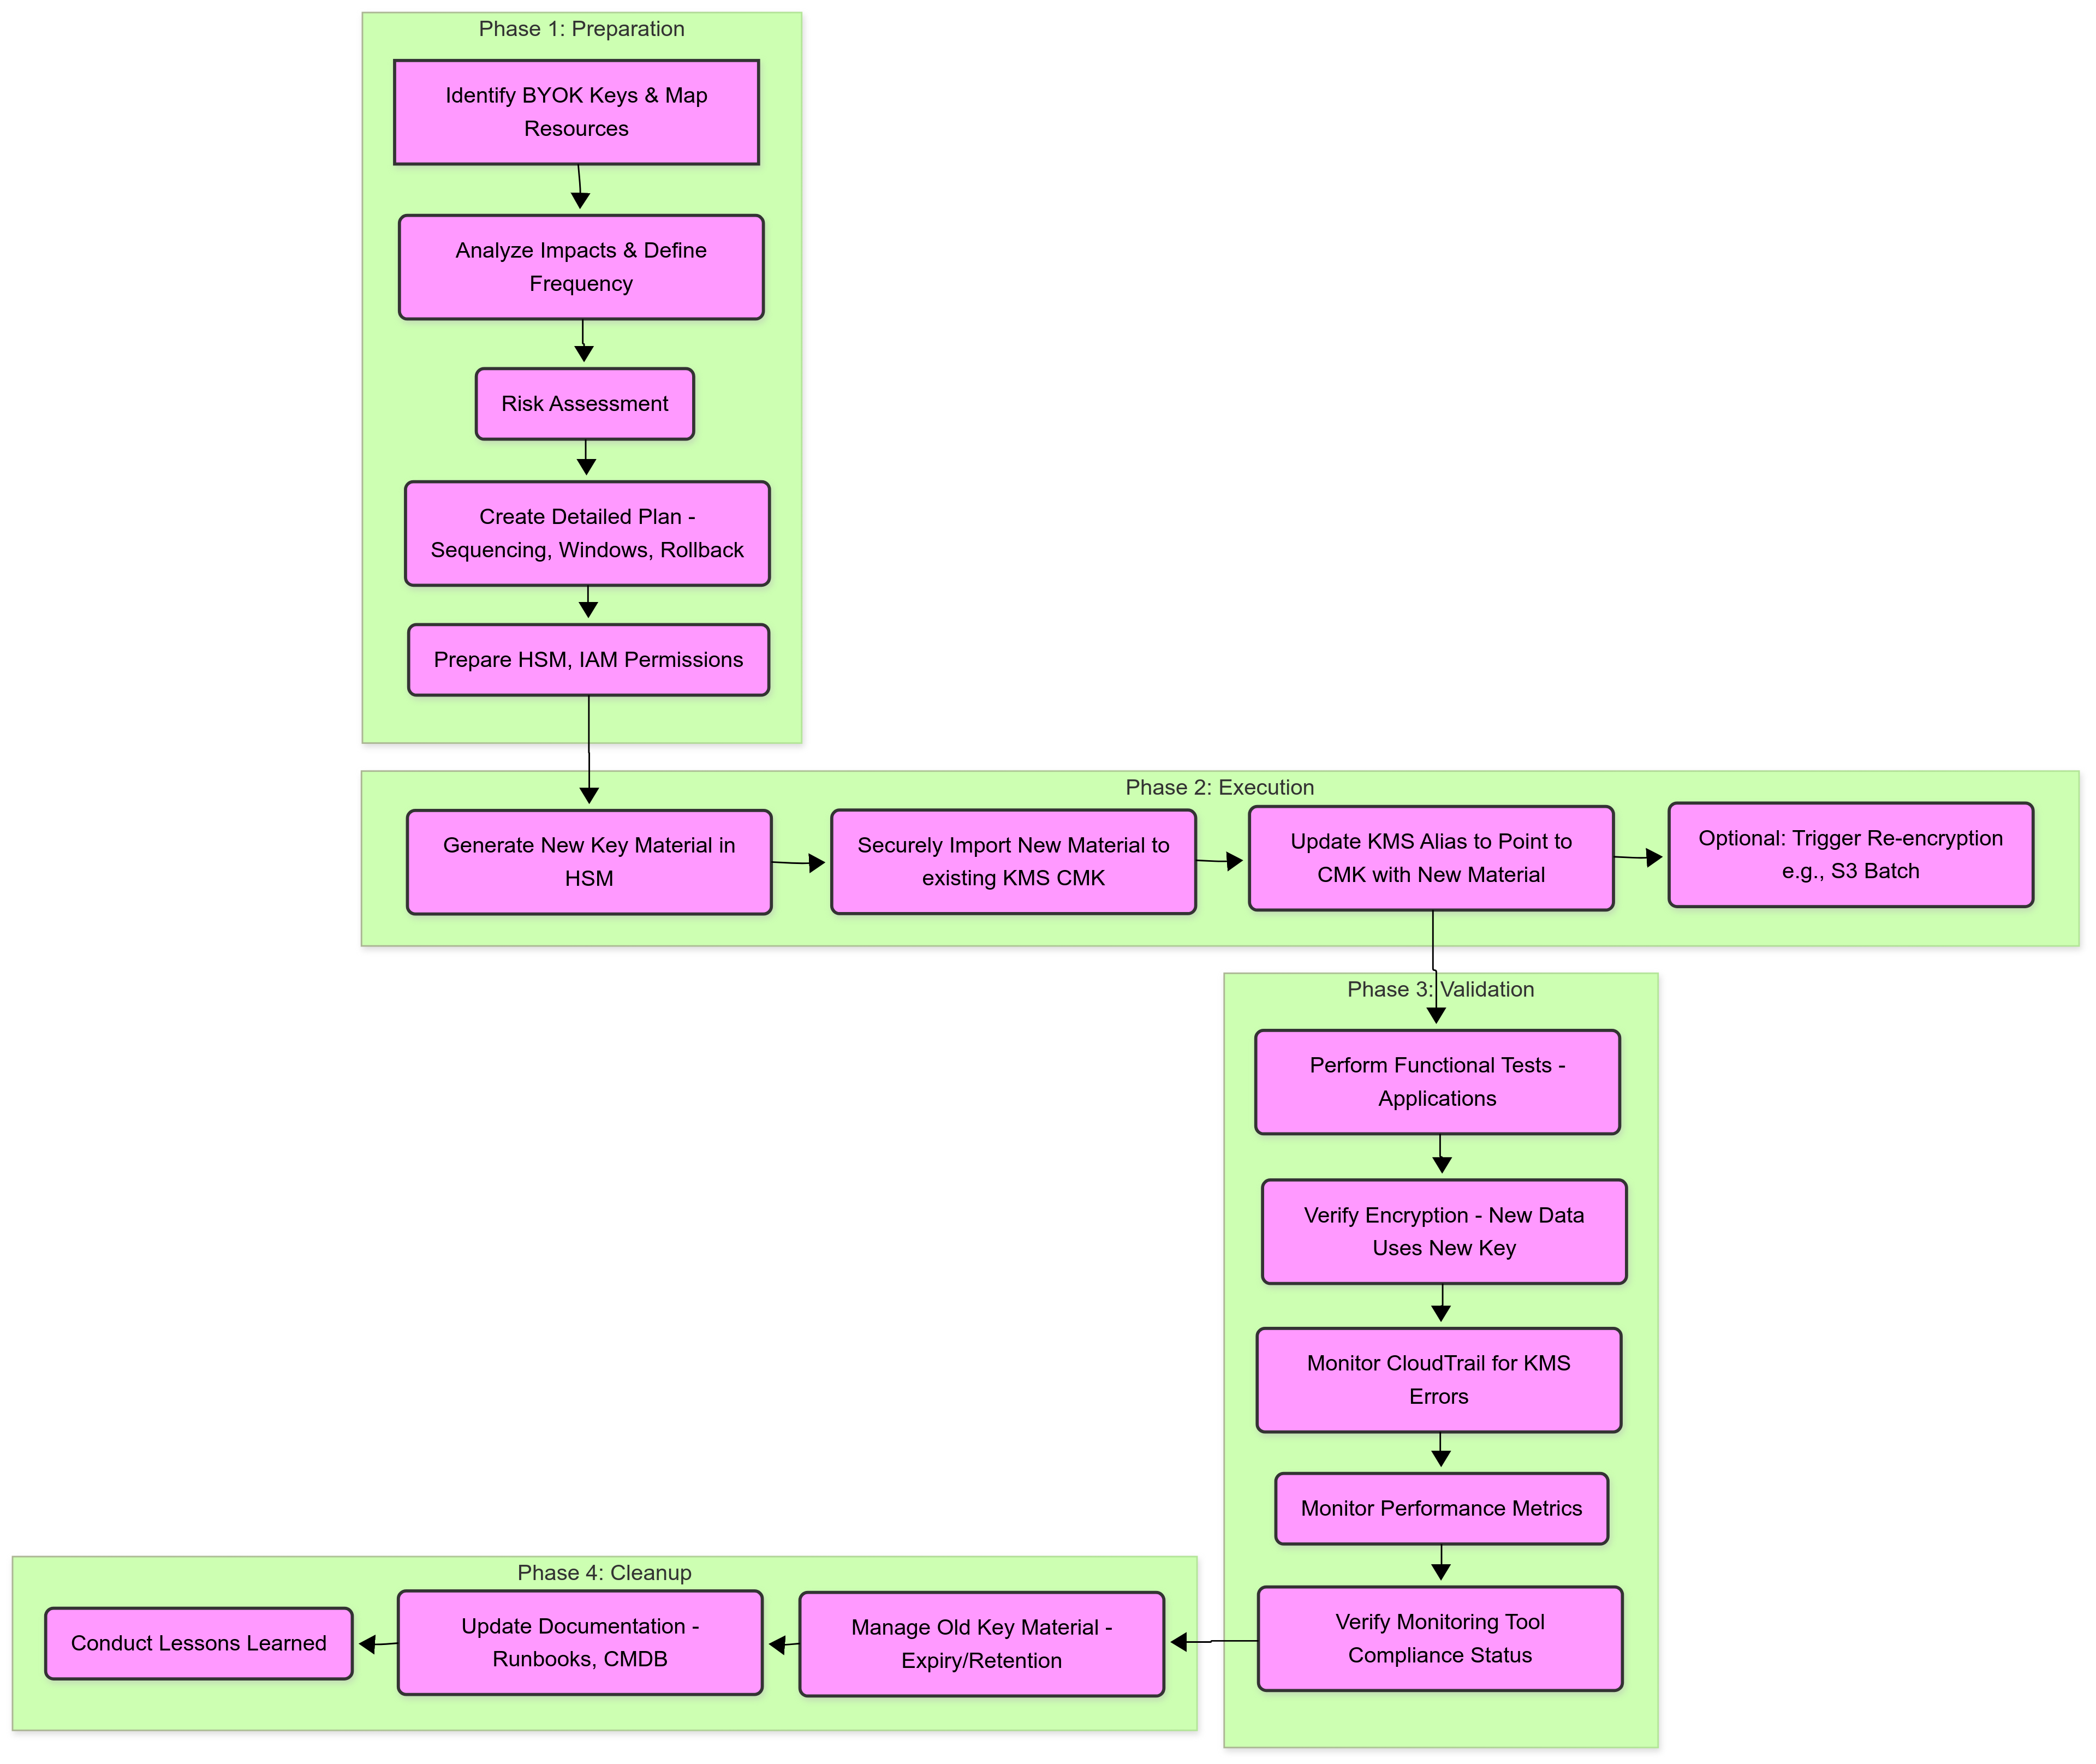 Phase 1: Preparation
Identify BYOK Keys & Map
Resources
Analyze Impacts & Define
Frequency
Risk Assessment
Create Detailed Plan -
Sequencing, Windows, Rollback
Prepare HSM, IAM Permissions
Phase 2: Execution
Generate New Key Material in
HSM
Securely Import New Material to
existing KMS CMK
Update KMS Alias to Point to
CMK with New Material
Optional: Trigger Re-encryption
e.g., S3 Batch
Phase 3: Validation
Perform Functional Tests -
Applications
Verify Encryption - New Data
Uses New Key
Monitor CloudTrail for KMS
Errors
Monitor Performance Metrics
Verify Monitoring Tool
Compliance Status
Phase 4: Cleanup
Manage Old Key Material -
Expiry/Retention
Update Documentation -
Runbooks, CMDB
Conduct Lessons Learned